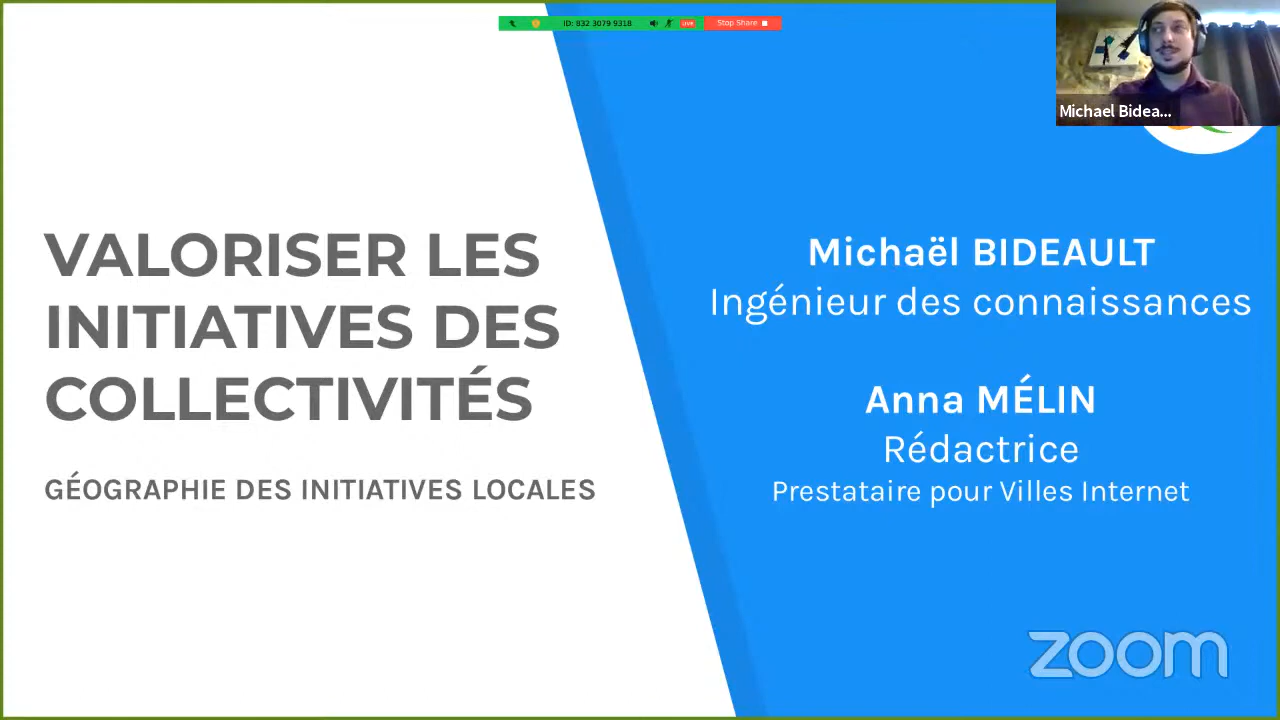 ID: 832 3079 9318
Live
Stop Share
Michael Bidea...
VALORISER LES
INITIATIVES DES
COLLECTIVITÉS
GÉOGRAPHIE DES INITIATIVES LOCALES
Michaël BIDEAULT
Ingénieur des connaissances
Anna MÉLIN
Rédactrice
Prestataire pour Villes Internet
zoom